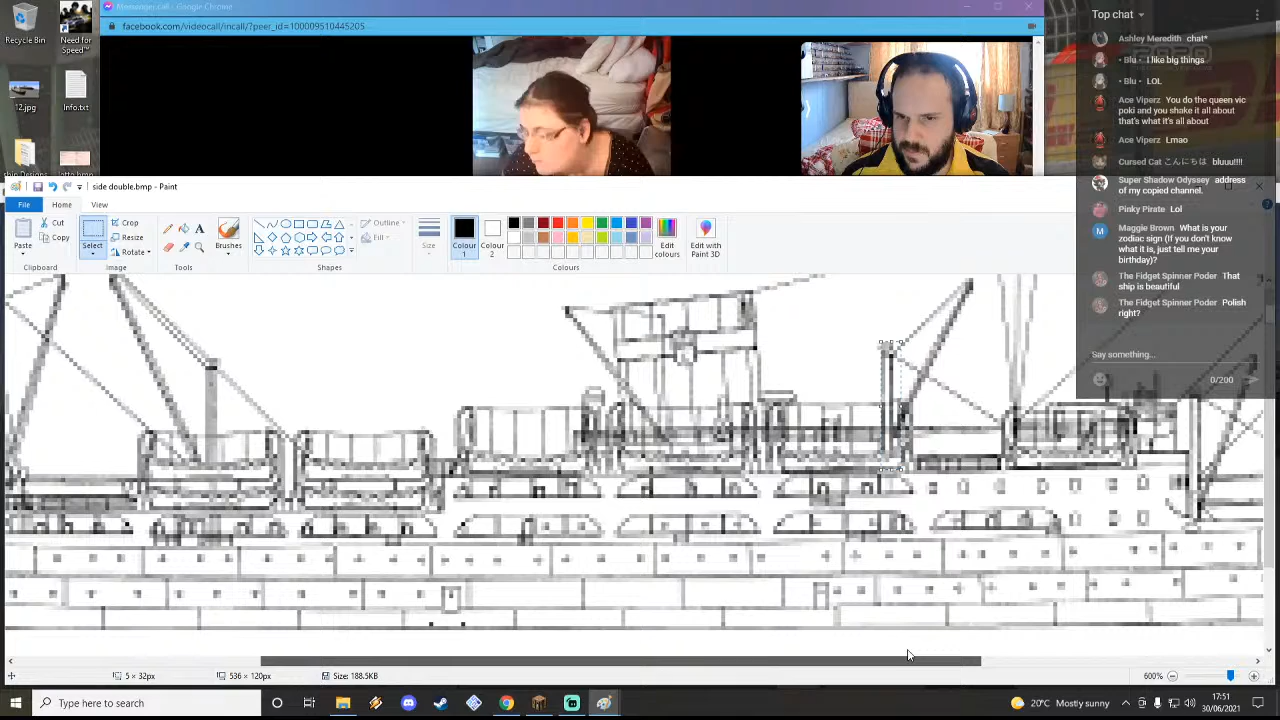 Messenger call - Google Chrome
facebook.com/videocall/incall/?peer_id=100009510445205
Recycle Bin
Need for Speed™
12.jpg
Info.txt
side double.bmp - Paint
File
Home
View
Paste
Cut
Copy
Clipboard
Select
Crop
Resize
Rotate
Image
Tools
Brushes
Shapes
Outline
Fill
Size
Colour 1
Colour 2
Edit colours
Colours
Edit with Paint 3D
Top chat
Ashley Meredith chat*
• Blu • I like big things
• Blu • LOL
Ace Viperz You do the queen vic
poki and you shake it all about
that's what it's all about
Ace Viperz Lmao
Cursed Cat こんにちは bluuu!!!!
Super Shadow Odyssey address
of my copied channel.
Pinky Pirate Lol
M
Maggie Brown What is your
zodiac sign (If you don't know
what it is, just tell me your
birthday)?
The Fidget Spinner Poder That
ship is beautiful
The Fidget Spinner Poder Polish
right?
Say something...
0/200
5 × 32px
536 × 120px
Size: 188.5KB
600%
Type here to search
20°C Mostly sunny
17:51
30/06/2021